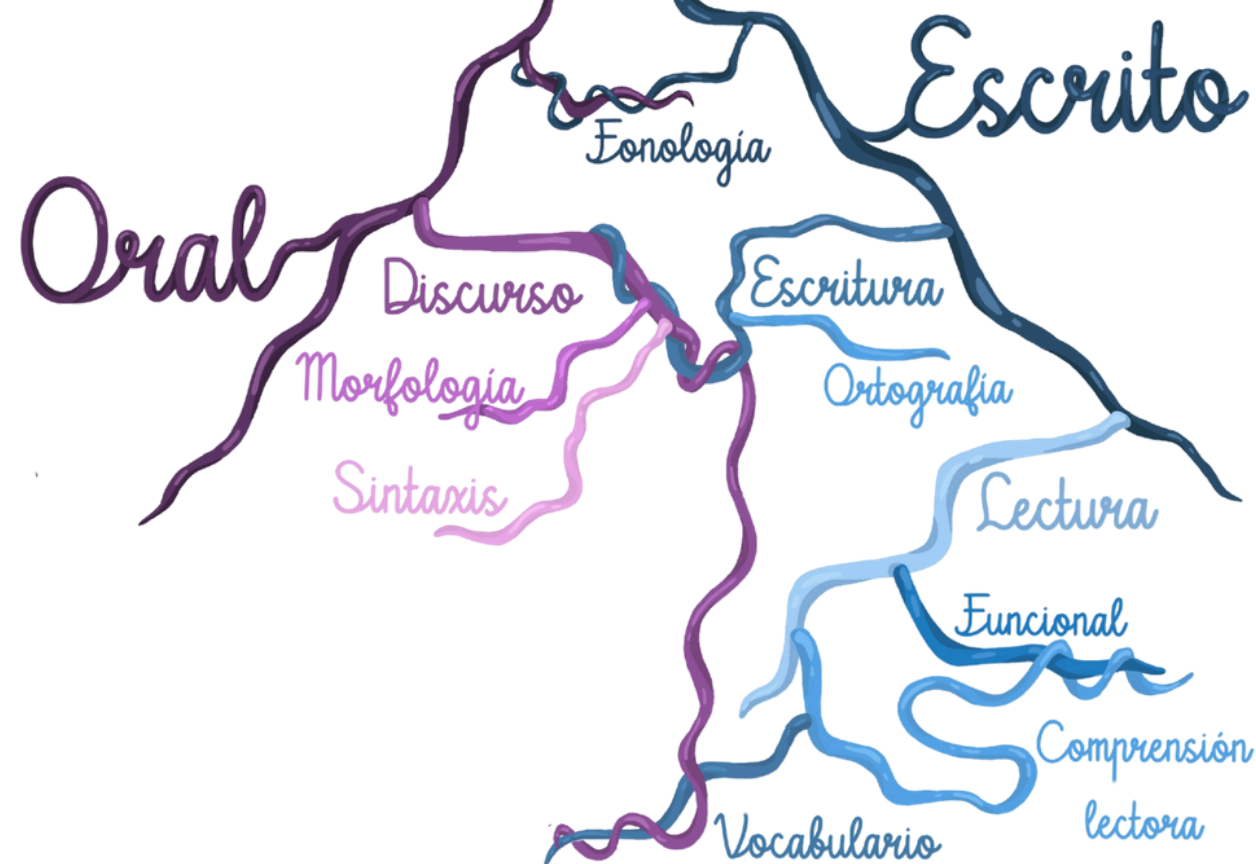 Escrito
Fonología
Oral
Discurso
Escritura
Morfología
Ortografía
Sintaxis
Lectura
Funcional
Comprensión
lectora
Vocabulario